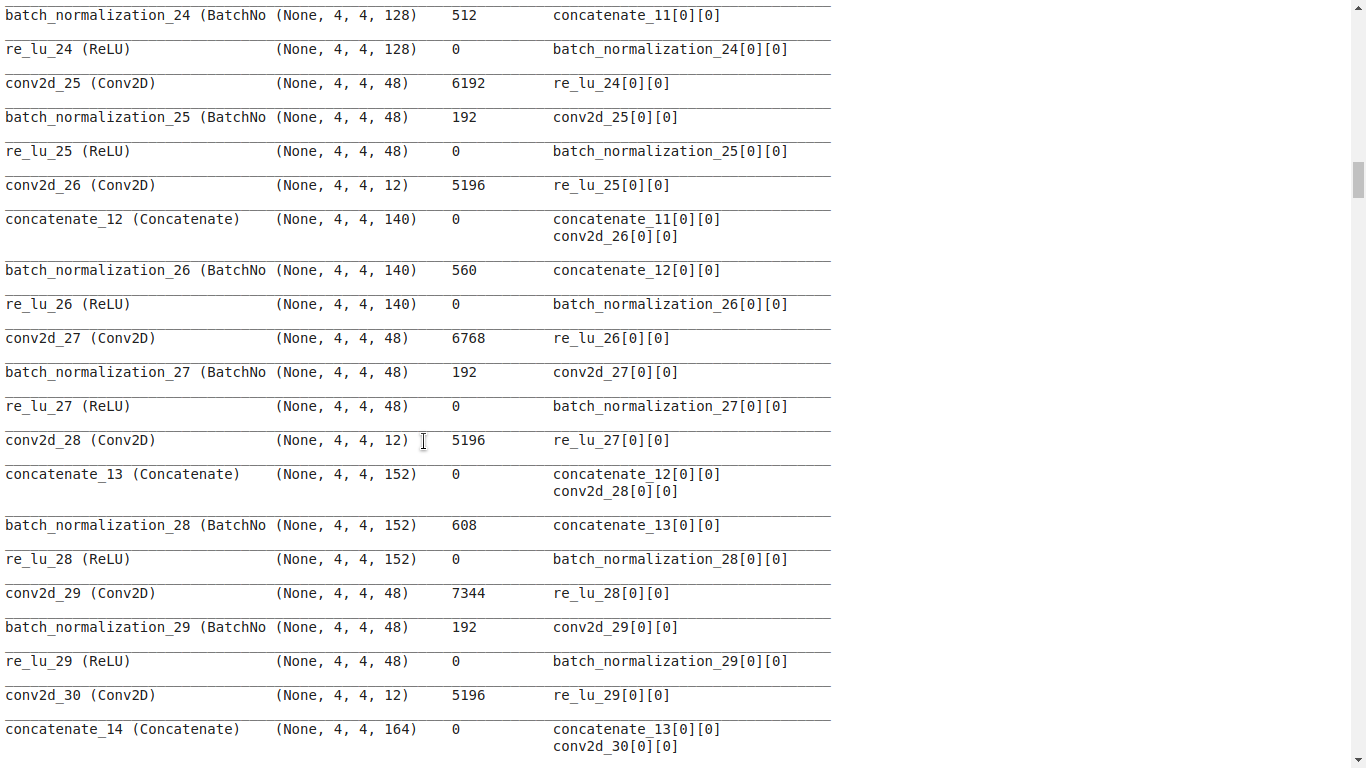 batch_normalization_24 (BatchNo (None, 4, 4, 128) 512 concatenate_11[0][0]
re_lu_24 (ReLU) (None, 4, 4, 128) 0 batch_normalization_24[0][0]
conv2d_25 (Conv2D) (None, 4, 4, 48) 6192 re_lu_24[0][0]
batch_normalization_25 (BatchNo (None, 4, 4, 48) 192 conv2d_25[0][0]
re_lu_25 (ReLU) (None, 4, 4, 48) 0 batch_normalization_25[0][0]
conv2d_26 (Conv2D) (None, 4, 4, 12) 5196 re_lu_25[0][0]
concatenate_12 (Concatenate) (None, 4, 4, 140) 0 concatenate_11[0][0]
conv2d_26[0][0]
batch_normalization_26 (BatchNo (None, 4, 4, 140) 560 concatenate_12[0][0]
re_lu_26 (ReLU) (None, 4, 4, 140) 0 batch_normalization_26[0][0]
conv2d_27 (Conv2D) (None, 4, 4, 48) 6768 re_lu_26[0][0]
batch_normalization_27 (BatchNo (None, 4, 4, 48) 192 conv2d_27[0][0]
re_lu_27 (ReLU) (None, 4, 4, 48) 0 batch_normalization_27[0][0]
conv2d_28 (Conv2D) (None, 4, 4, 12) 5196 re_lu_27[0][0]
concatenate_13 (Concatenate) (None, 4, 4, 152) 0 concatenate_12[0][0]
conv2d_28[0][0]
batch_normalization_28 (BatchNo (None, 4, 4, 152) 608 concatenate_13[0][0]
re_lu_28 (ReLU) (None, 4, 4, 152) 0 batch_normalization_28[0][0]
conv2d_29 (Conv2D) (None, 4, 4, 48) 7344 re_lu_28[0][0]
batch_normalization_29 (BatchNo (None, 4, 4, 48) 192 conv2d_29[0][0]
re_lu_29 (ReLU) (None, 4, 4, 48) 0 batch_normalization_29[0][0]
conv2d_30 (Conv2D) (None, 4, 4, 12) 5196 re_lu_29[0][0]
concatenate_14 (Concatenate) (None, 4, 4, 164) 0 concatenate_13[0][0]
conv2d_30[0][0]